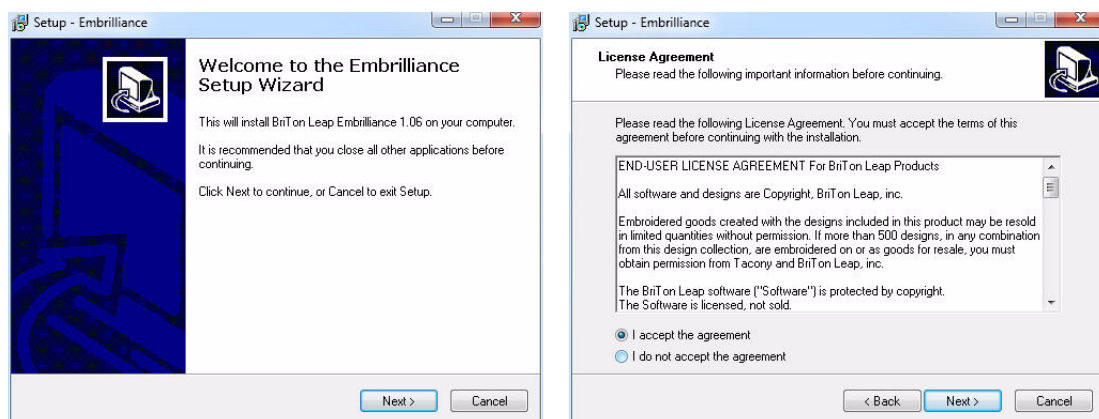 Setup - Embrilliance
Welcome to the Embrilliance
Setup Wizard
This will install BriTon Leap Embrilliance 1.06 on your computer.
It is recommended that you close all other applications before
continuing.
Click Next to continue, or Cancel to exit Setup.
Next >
Cancel
Setup - Embrilliance
License Agreement
Please read the following important information before continuing.
Please read the following License Agreement. You must accept the terms of this
agreement before continuing with the installation.
END-USER LICENSE AGREEMENT For BriTon Leap Products
All software and designs are Copyright, BriTon Leap, inc.
Embroidered goods created with the designs included in this product may be resold
in limited quantities without permission. If more than 500 designs, in any combination
from this design collection, are embroidered on or as goods for resale, you must
obtain permission from Tacony and BriTon Leap, inc.
The BriTon Leap software ("Software") is protected by copyright.
The Software is licensed, not sold.
I accept the agreement
I do not accept the agreement
< Back
Next >
Cancel